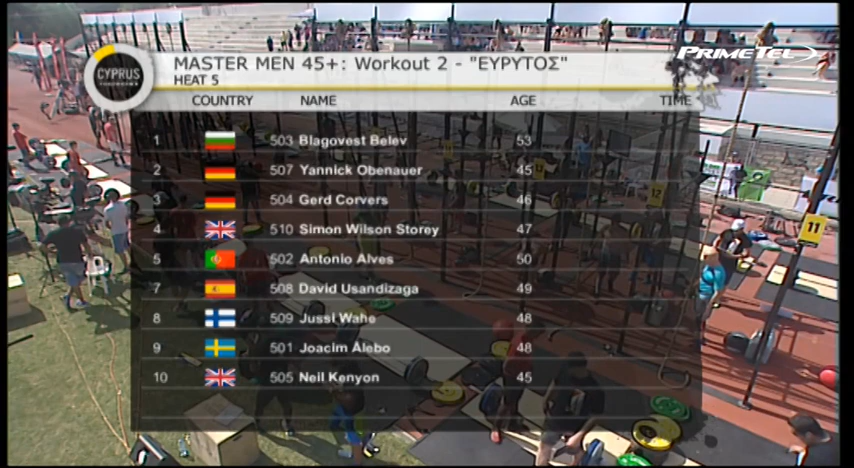 PRIMETEL
CYPRUS
MASTER MEN 45+: Workout 2 - "ΕΥΡΥΤΟΣ"
HEAT 5
COUNTRY NAME AGE TIME
1 503 Blagovest Belev 53
2 507 Yannick Obenauer 45
3 504 Gerd Corvers 46
4 510 Simon Wilson Storey 47
5 502 Antonio Alves 50
7 508 David Usandizaga 49
8 509 Jussi Wahe 48
9 501 Joacim Alebo 48
10 505 Neil Kenyon 45
12
11